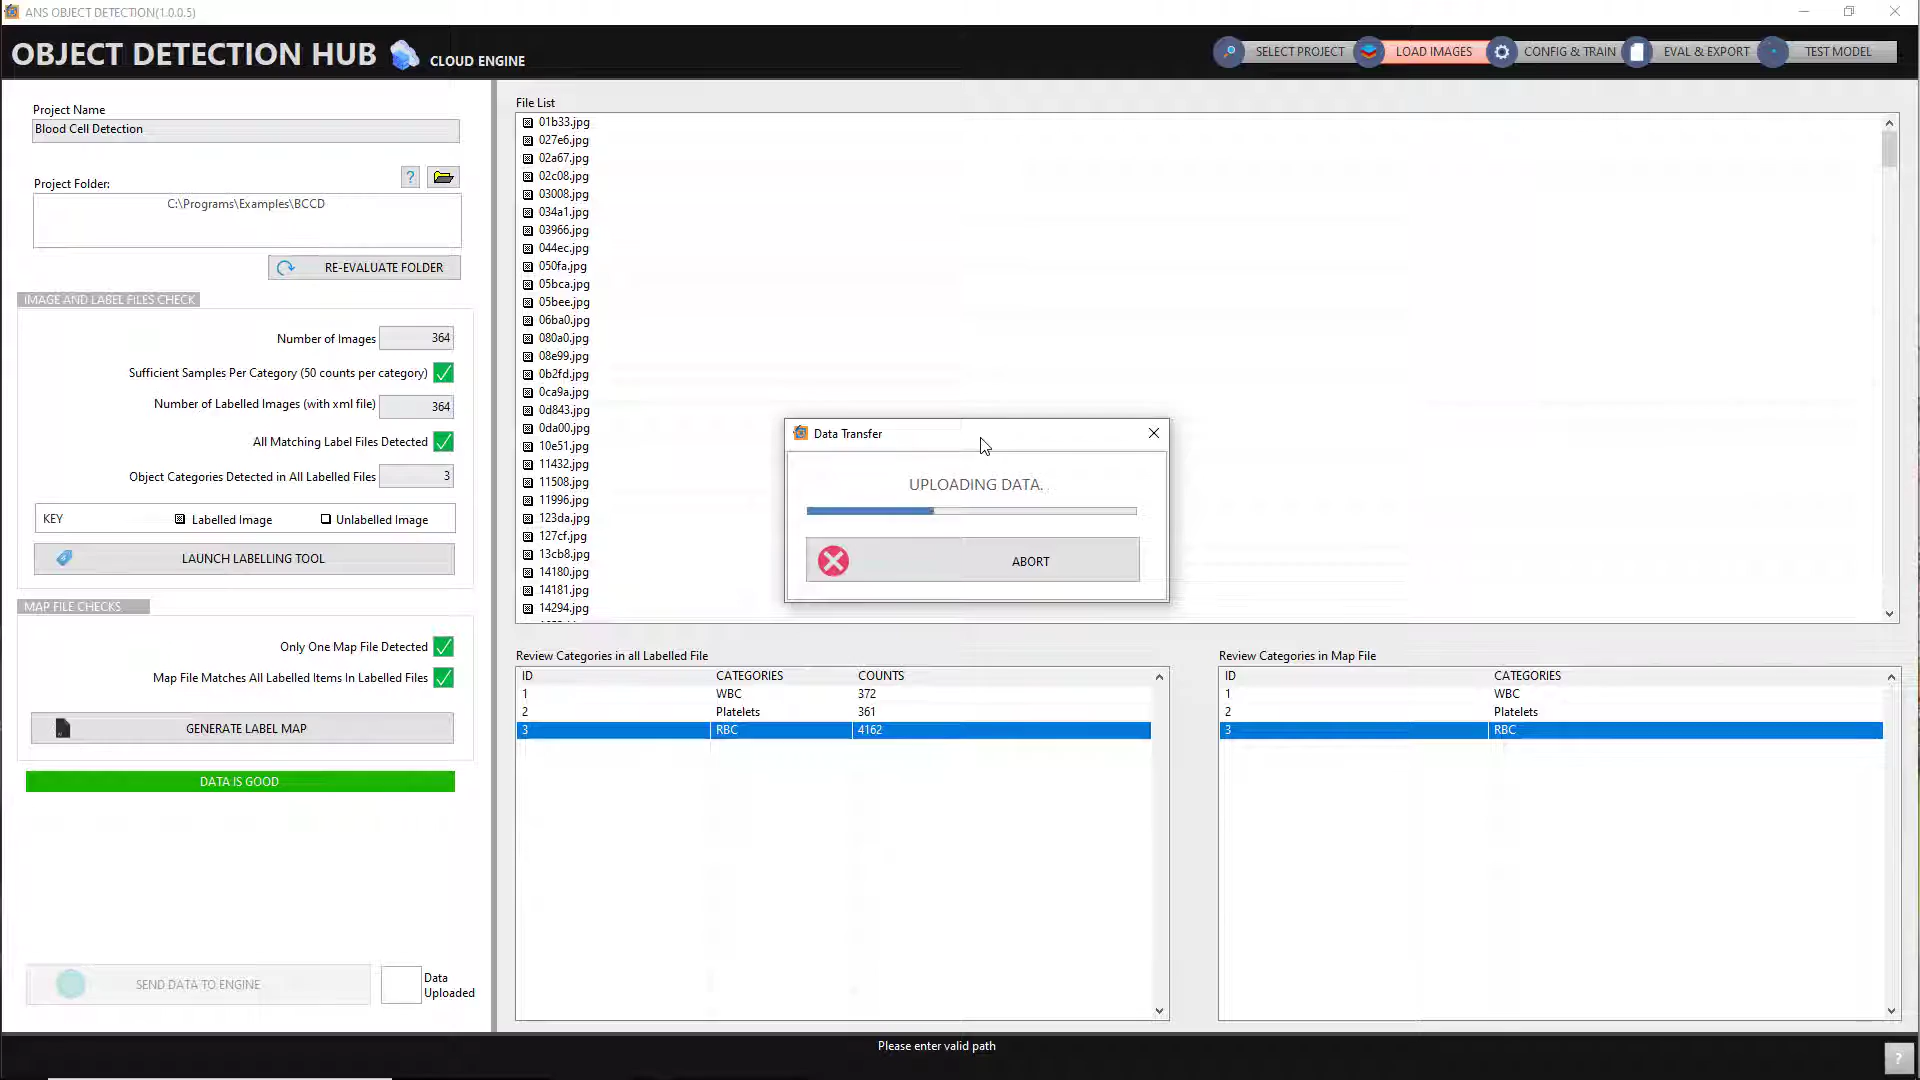 ANS OBJECT DETECTION(1.0.0.5)
OBJECT DETECTION HUB CLOUD ENGINE
SELECT PROJECT LOAD IMAGES CONFIG & TRAIN EVAL & EXPORT TEST MODEL
Project Name
Blood Cell Detection
?
Project Folder:
C:\Programs\Examples\BCCD
RE-EVALUATE FOLDER
IMAGE AND LABEL FILES CHECK
Number of Images 364
Sufficient Samples Per Category (50 counts per category)
Number of Labelled Images (with xml file) 364
All Matching Label Files Detected
Object Categories Detected in All Labelled Files 3
KEY Labelled Image Unlabelled Image
LAUNCH LABELLING TOOL
MAP FILE CHECKS
Only One Map File Detected
Map File Matches All Labelled Items In Labelled Files
GENERATE LABEL MAP
DATA IS GOOD
SEND DATA TO ENGINE
Data
Uploaded
File List
01b33.jpg
027e6.jpg
02a67.jpg
02c08.jpg
03008.jpg
034a1.jpg
03966.jpg
044ec.jpg
050fa.jpg
05bca.jpg
05bee.jpg
06ba0.jpg
080a0.jpg
08e99.jpg
0b2fd.jpg
0ca9a.jpg
0d843.jpg
0da00.jpg
10e51.jpg
11432.jpg
11508.jpg
11996.jpg
123da.jpg
127cf.jpg
13cb8.jpg
14180.jpg
14181.jpg
14294.jpg
Data Transfer
UPLOADING DATA.
ABORT
Review Categories in all Labelled File
ID CATEGORIES COUNTS
1 WBC 372
2 Platelets 361
3 RBC 4162
Review Categories in Map File
ID CATEGORIES
1 WBC
2 Platelets
3 RBC
Please enter valid path
?